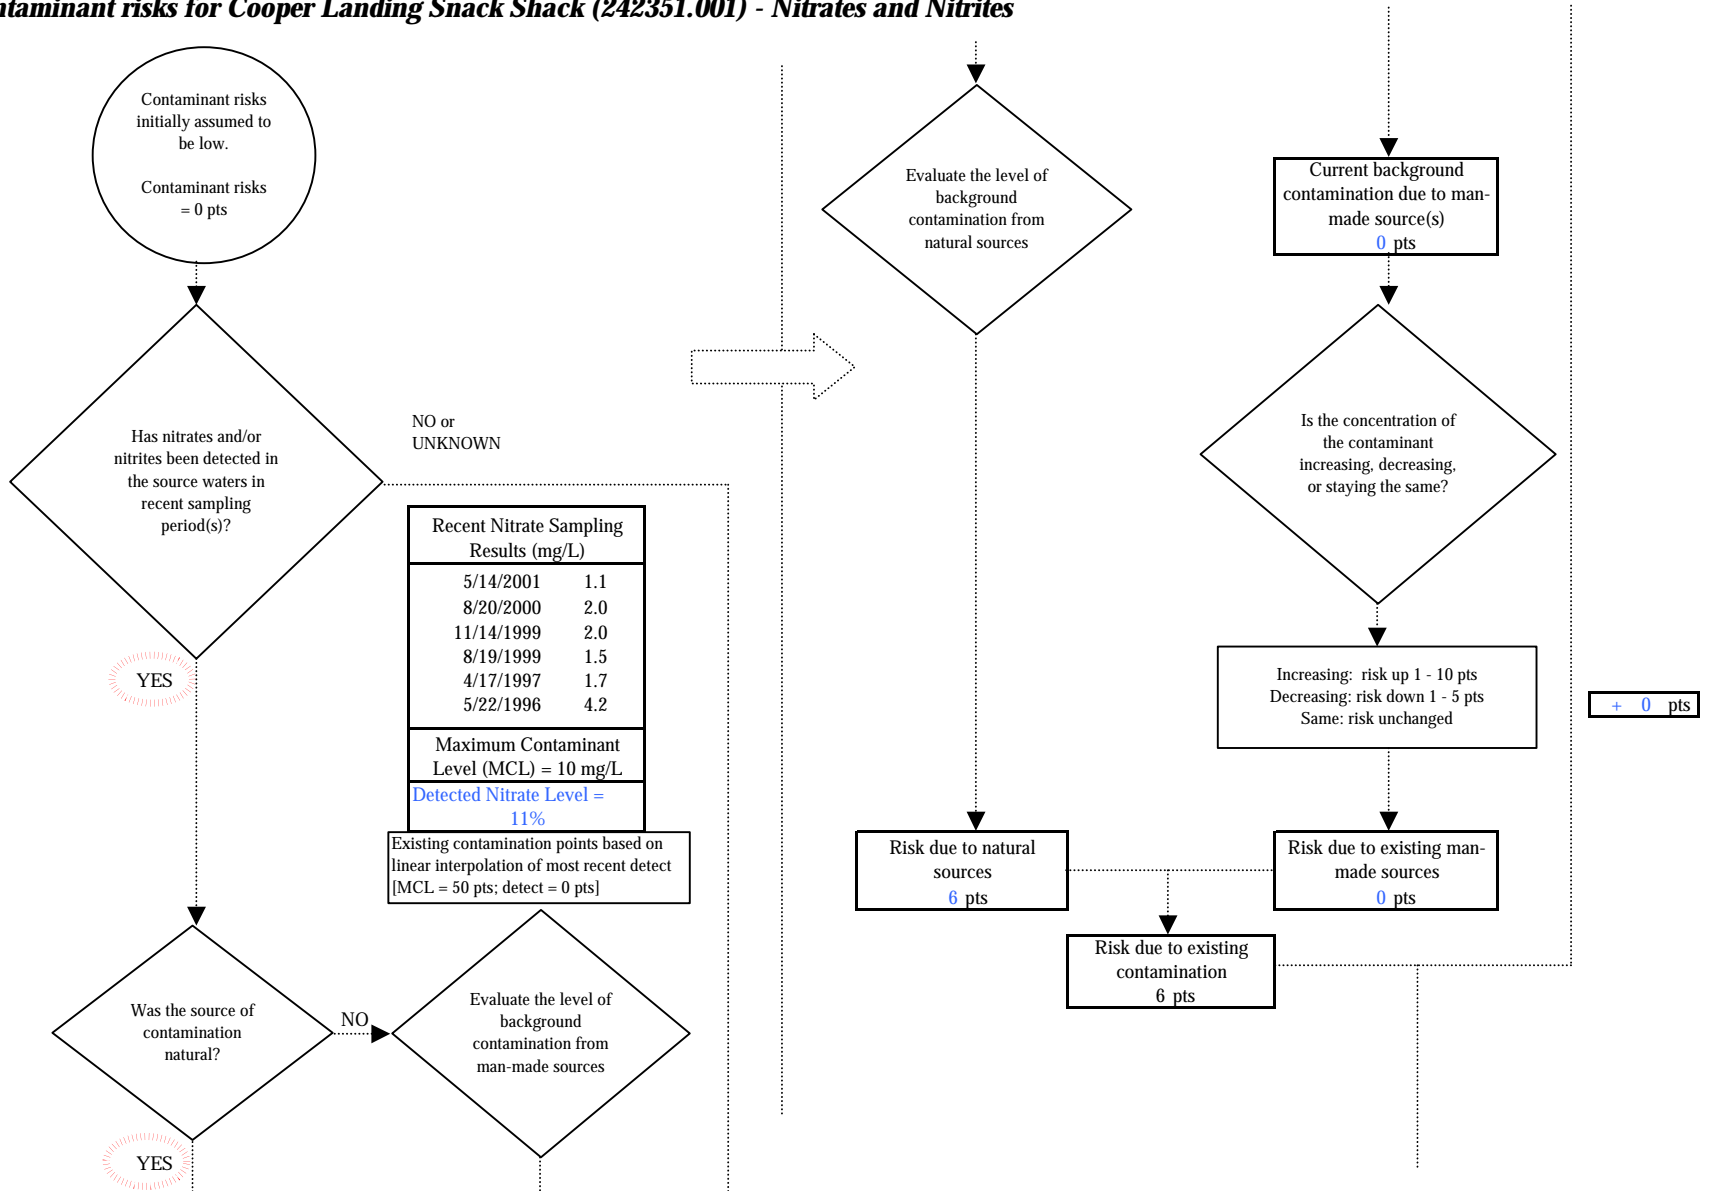 ntaminant risks for Cooper Landing Snack Shack (242351.001) - Nitrates and Nitrites
Contaminant risks
initially assumed to
be low.
Contaminant risks
= 0 pts
Has nitrates and/or
nitrites been detected in
the source waters in
recent sampling
period(s)?
NO or
UNKNOWN
YES
Recent Nitrate Sampling
Results (mg/L)
5/14/2001 1.1
8/20/2000 2.0
11/14/1999 2.0
8/19/1999 1.5
4/17/1997 1.7
5/22/1996 4.2
Maximum Contaminant
Level (MCL) = 10 mg/L
Detected Nitrate Level =
11%
Existing contamination points based on
linear interpolation of most recent detect
[MCL = 50 pts; detect = 0 pts]
Was the source of
contamination
natural?
NO
YES
Evaluate the level of
background
contamination from
man-made sources
Evaluate the level of
background
contamination from
natural sources
Risk due to natural
sources
6 pts
Current background
contamination due to man-
made source(s)
0 pts
Is the concentration of
the contaminant
increasing, decreasing,
or staying the same?
Increasing: risk up 1 - 10 pts
Decreasing: risk down 1 - 5 pts
Same: risk unchanged
+ 0 pts
Risk due to existing man-
made sources
0 pts
Risk due to existing
contamination
6 pts